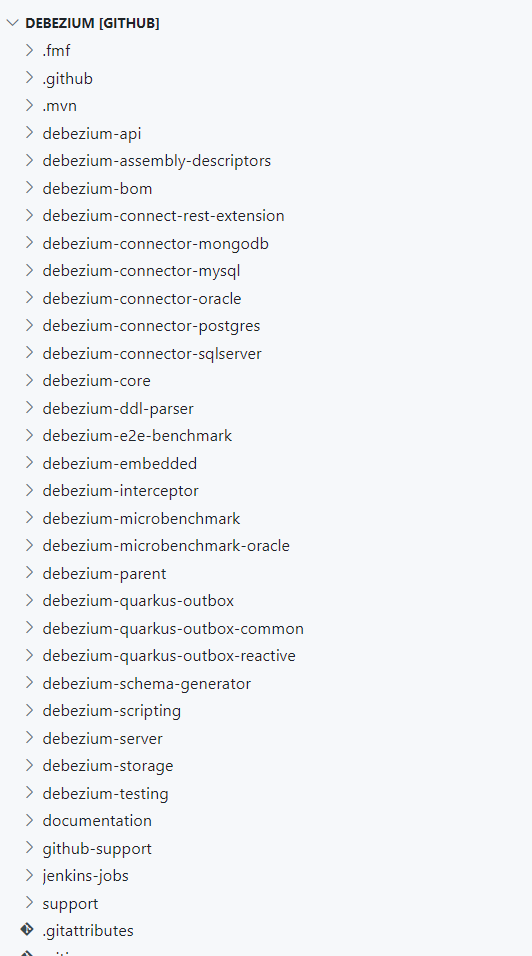 DEBEZIUM [GITHUB]
.fmf
.github
.mvn
debezium-api
debezium-assembly-descriptors
debezium-bom
debezium-connect-rest-extension
debezium-connector-mongodb
debezium-connector-mysql
debezium-connector-oracle
debezium-connector-postgres
debezium-connector-sqlserver
debezium-core
debezium-ddl-parser
debezium-e2e-benchmark
debezium-embedded
debezium-interceptor
debezium-microbenchmark
debezium-microbenchmark-oracle
debezium-parent
debezium-quarkus-outbox
debezium-quarkus-outbox-common
debezium-quarkus-outbox-reactive
debezium-schema-generator
debezium-scripting
debezium-server
debezium-storage
debezium-testing
documentation
github-support
jenkins-jobs
support
.gitattributes